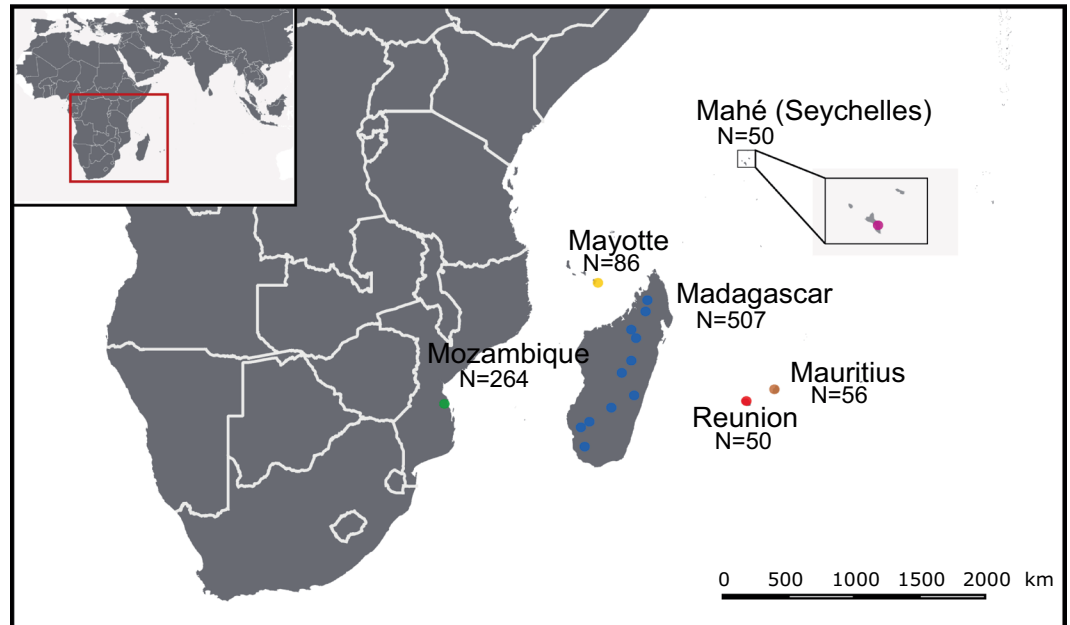 Mahé (Seychelles)
N=50
Mayotte
N=86
Madagascar
N=507
Mozambique
N=264
Mauritius
N=56
Reunion
N=50
0 500 1000 1500 2000 km